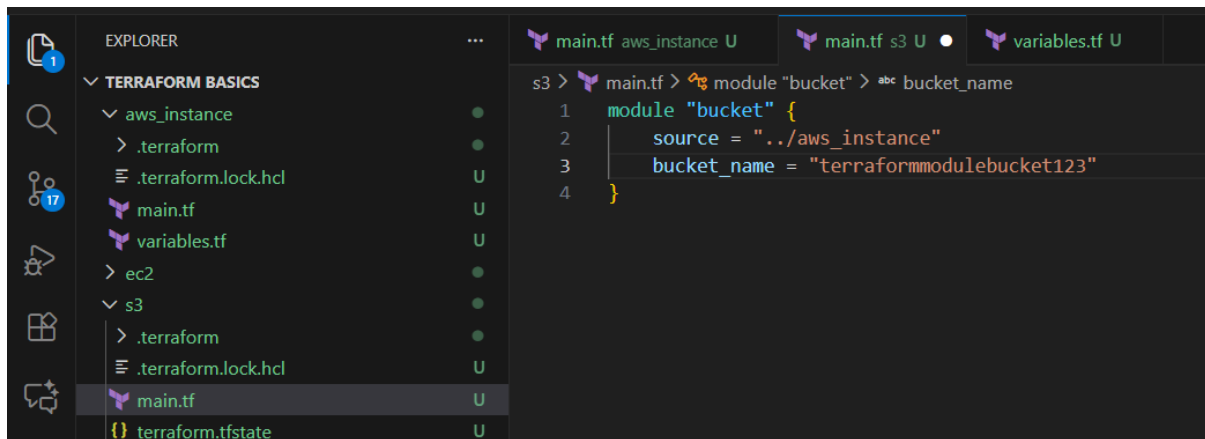 EXPLORER
...
TERRAFORM BASICS
aws_instance
.terraform
.terraform.lock.hcl U
main.tf U
variables.tf U
ec2
s3
.terraform
.terraform.lock.hcl U
main.tf U
{} terraform.tfstate U
1
17
main.tf aws_instance U
main.tf s3 U
variables.tf U
s3 > main.tf > module "bucket" > abc bucket_name
1 module "bucket" {
2 source = "../aws_instance"
3 bucket_name = "terraformmodulebucket123"
4 }